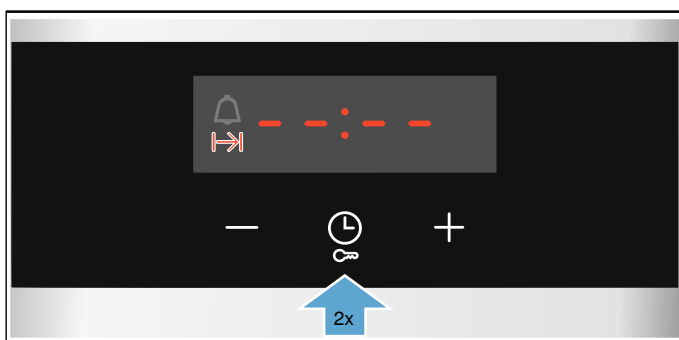 – –:– –
2x